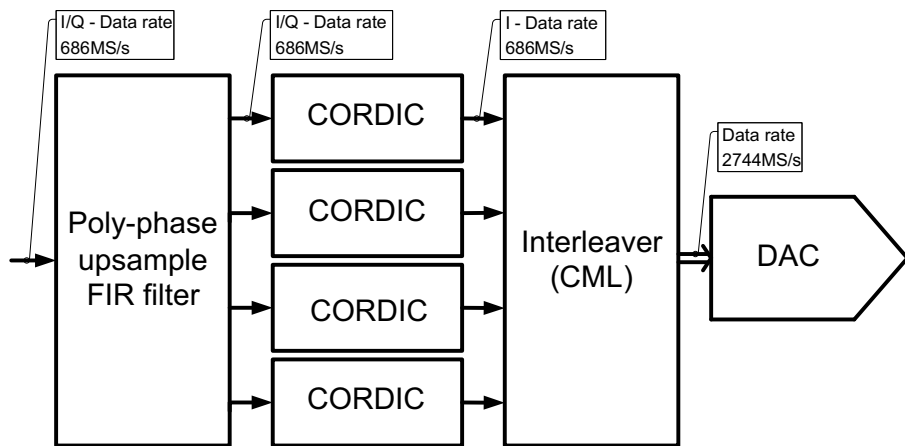 I/Q - Data rate
686MS/s
I/Q - Data rate
686MS/s
I - Data rate
686MS/s
Data rate
2744MS/s
Poly-phase
upsample
FIR filter
CORDIC
CORDIC
CORDIC
CORDIC
Interleaver
(CML)
DAC